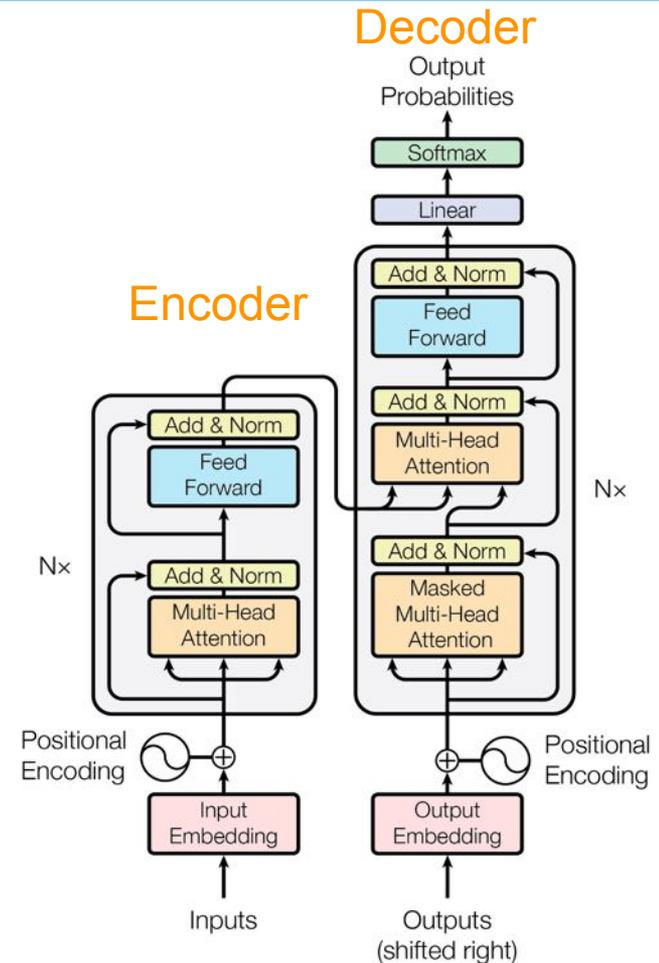 Decoder
Output
Probabilities
Softmax
Linear
Add & Norm
Feed
Forward
Add & Norm
Multi-Head
Attention
Nx
Add & Norm
Masked
Multi-Head
Attention
Positional
Encoding
Output
Embedding
Outputs
(shifted right)
Encoder
Add & Norm
Feed
Forward
Nx
Add & Norm
Multi-Head
Attention
Positional
Encoding
Input
Embedding
Inputs